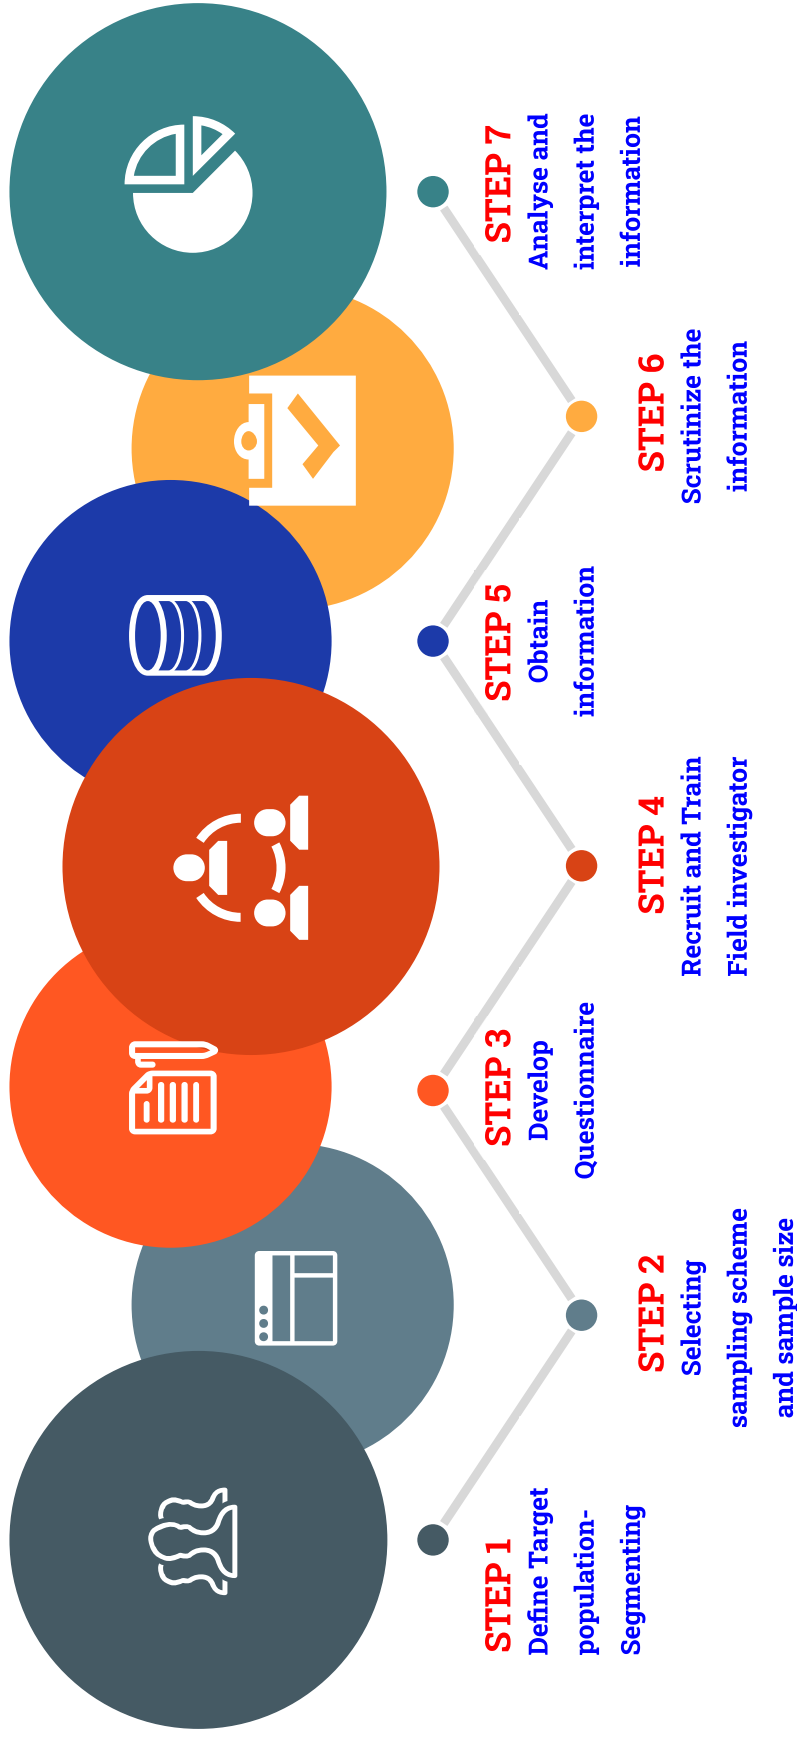 STEP 1
Define Target
population-
Segmenting
STEP 2
Selecting
sampling scheme
and sample size
STEP 3
Develop
Questionnaire
STEP 4
Recruit and Train
Field investigator
STEP 5
Obtain
information
STEP 6
Scrutinize the
information
STEP 7
Analyse and
interpret the
information